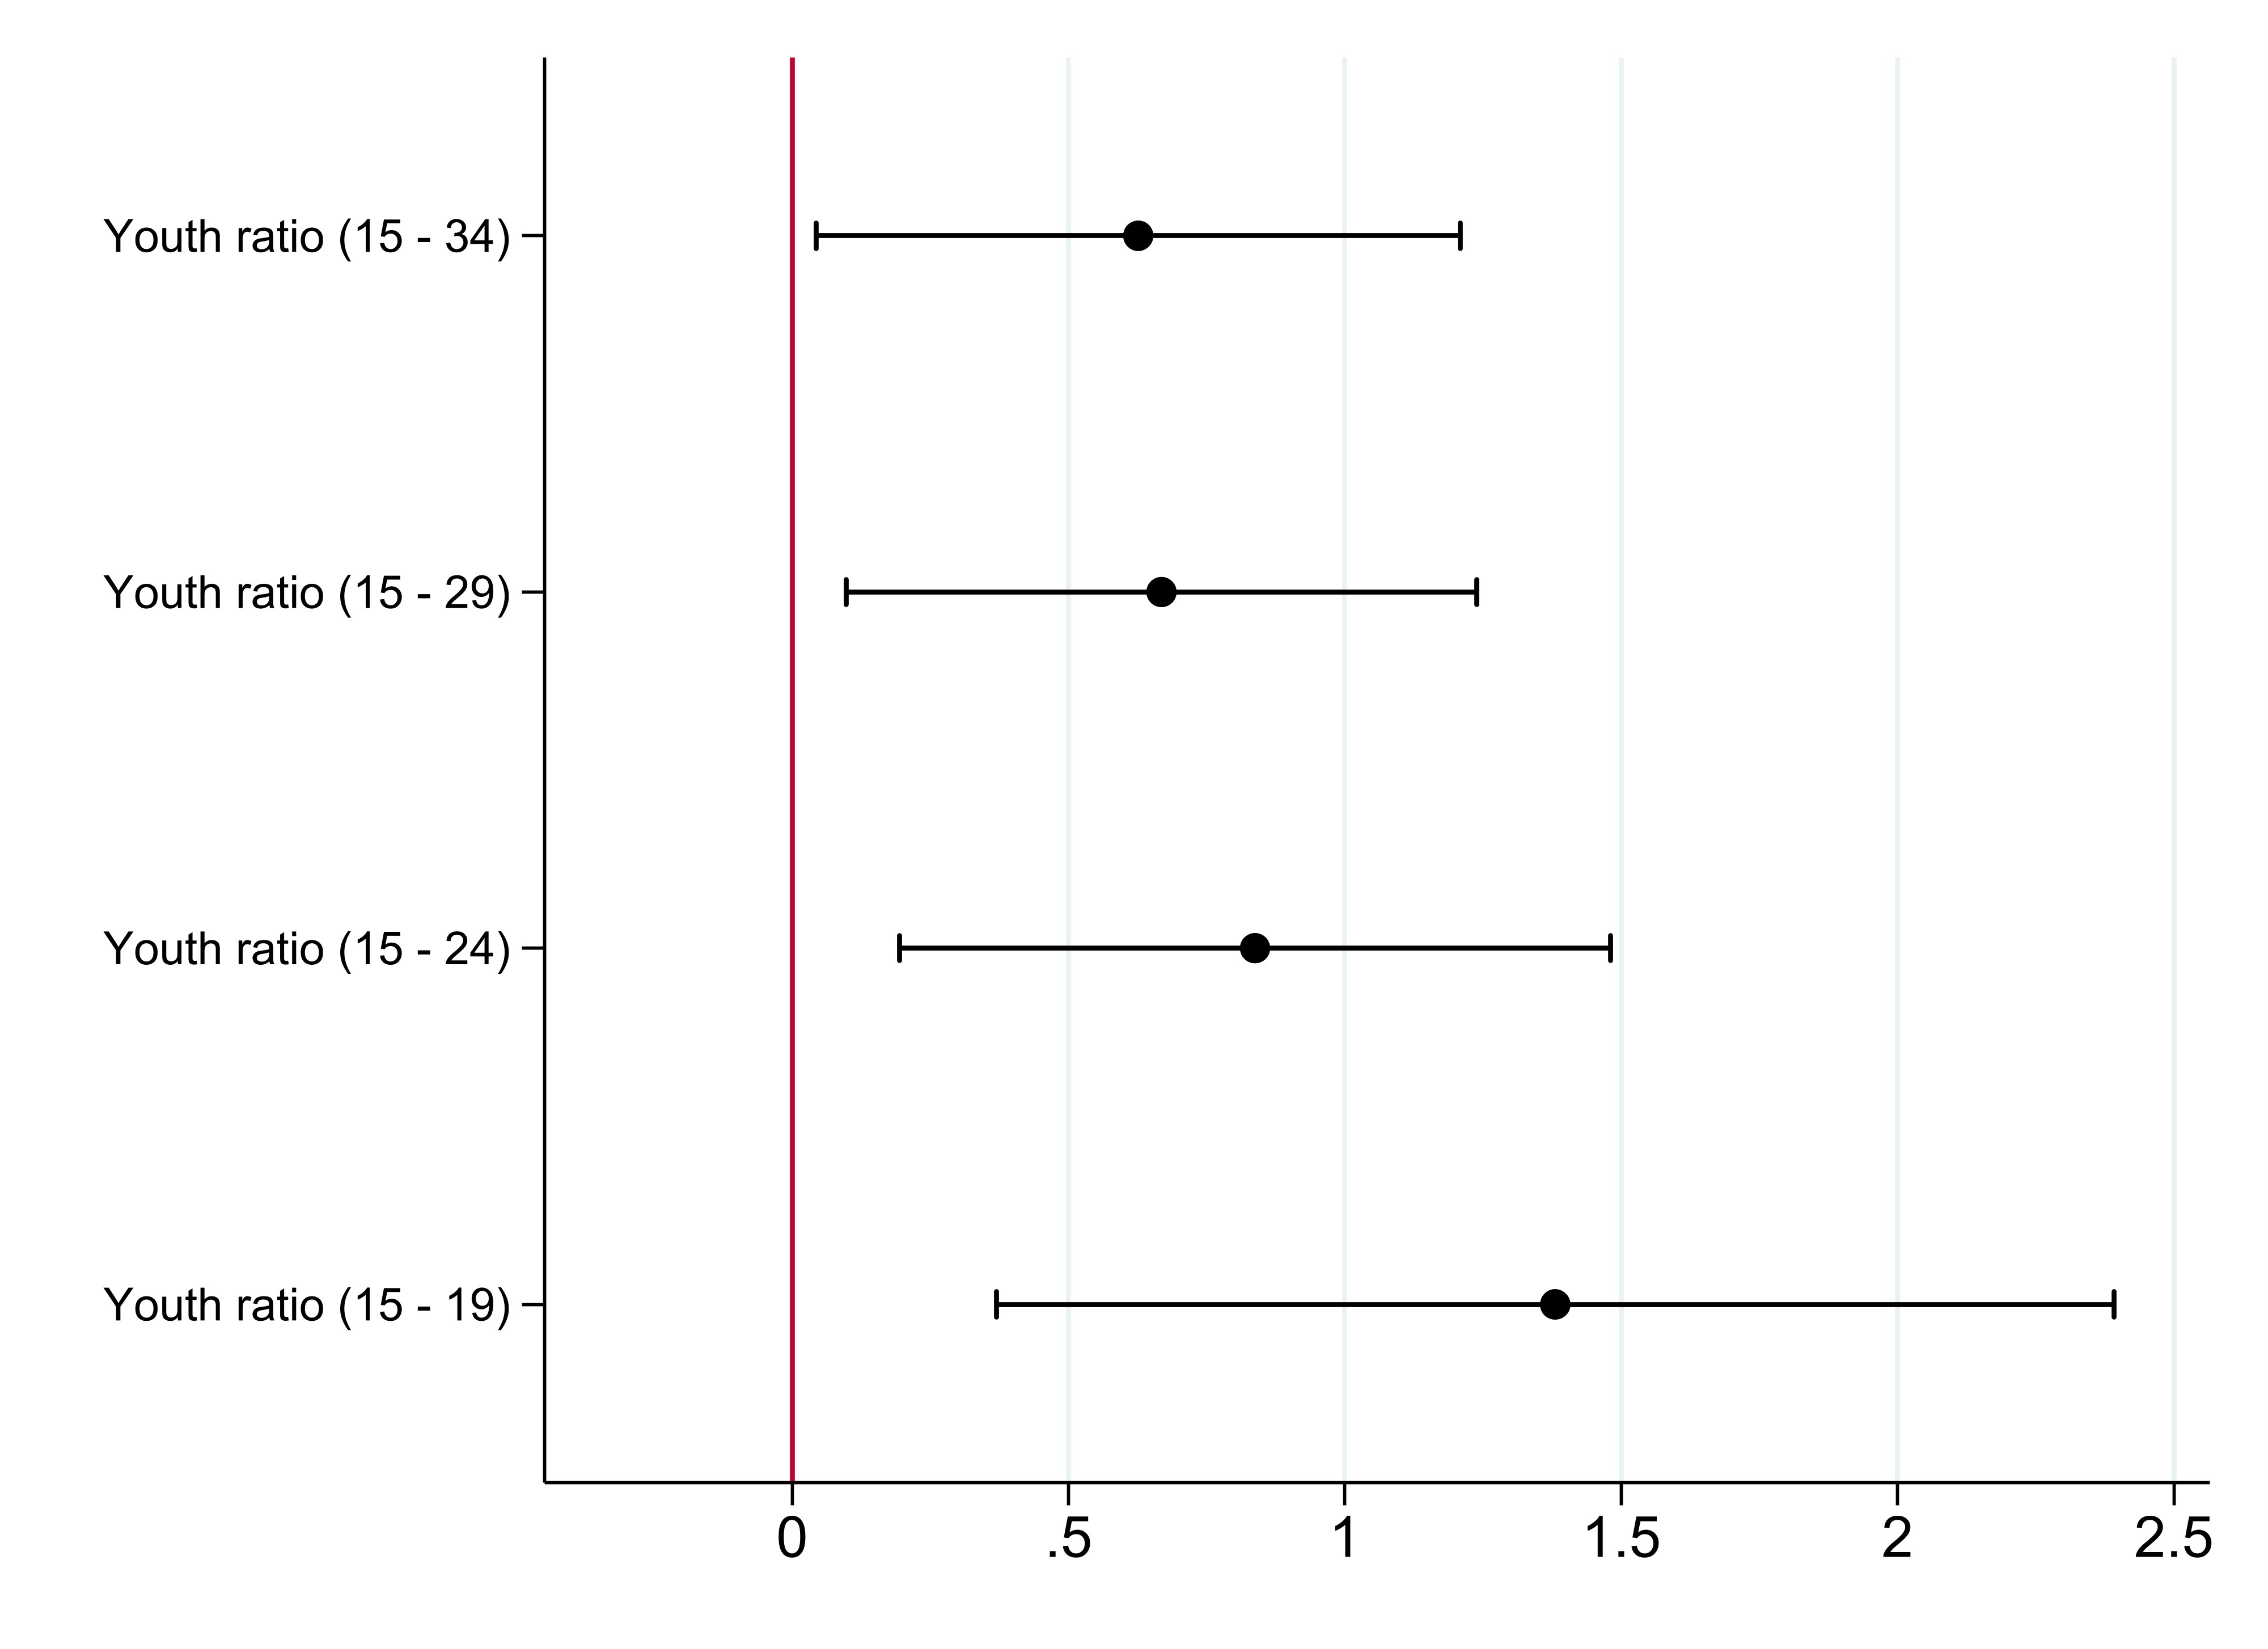 Youth ratio (15 - 34)
Youth ratio (15 - 29)
Youth ratio (15 - 24)
Youth ratio (15 - 19)
0 .5 1 1.5 2 2.5